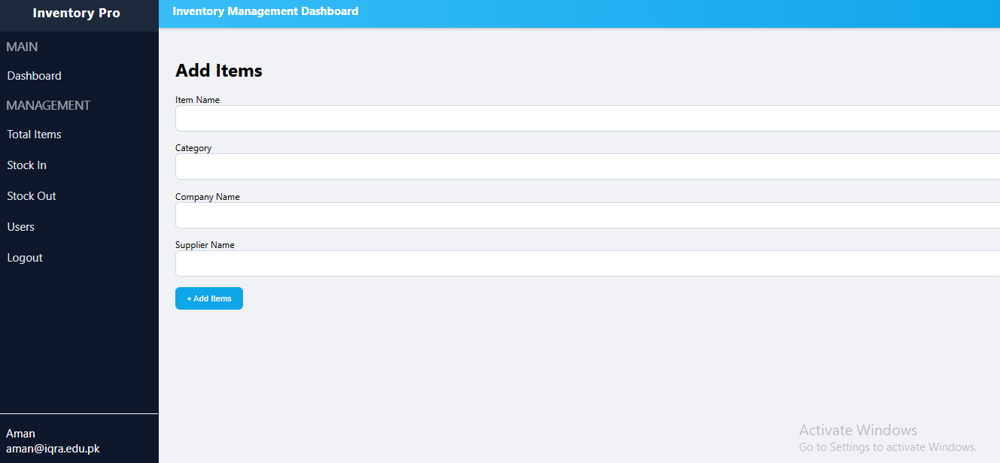 Inventory Pro
MAIN
Dashboard
MANAGEMENT
Total Items
Stock In
Stock Out
Users
Logout
Aman
aman@iqra.edu.pk
Inventory Management Dashboard
Add Items
Item Name
Category
Company Name
Supplier Name
+ Add Items
Activate Windows
Go to Settings to activate Windows.